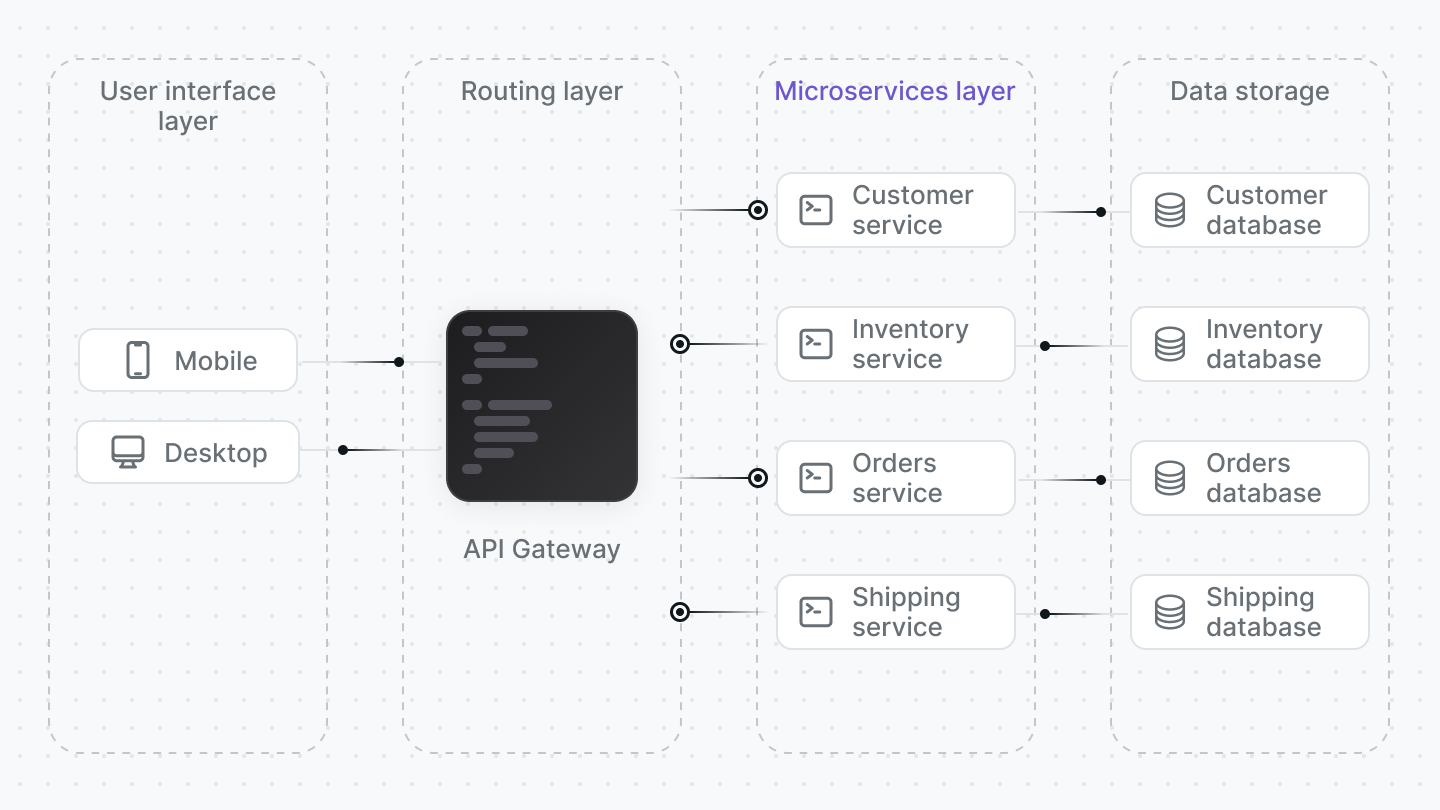 User interface
layer
Routing layer
Microservices layer
Data storage
Mobile
Desktop
API Gateway
Customer
service
Inventory
service
Orders
service
Shipping
service
Customer
database
Inventory
database
Orders
database
Shipping
database